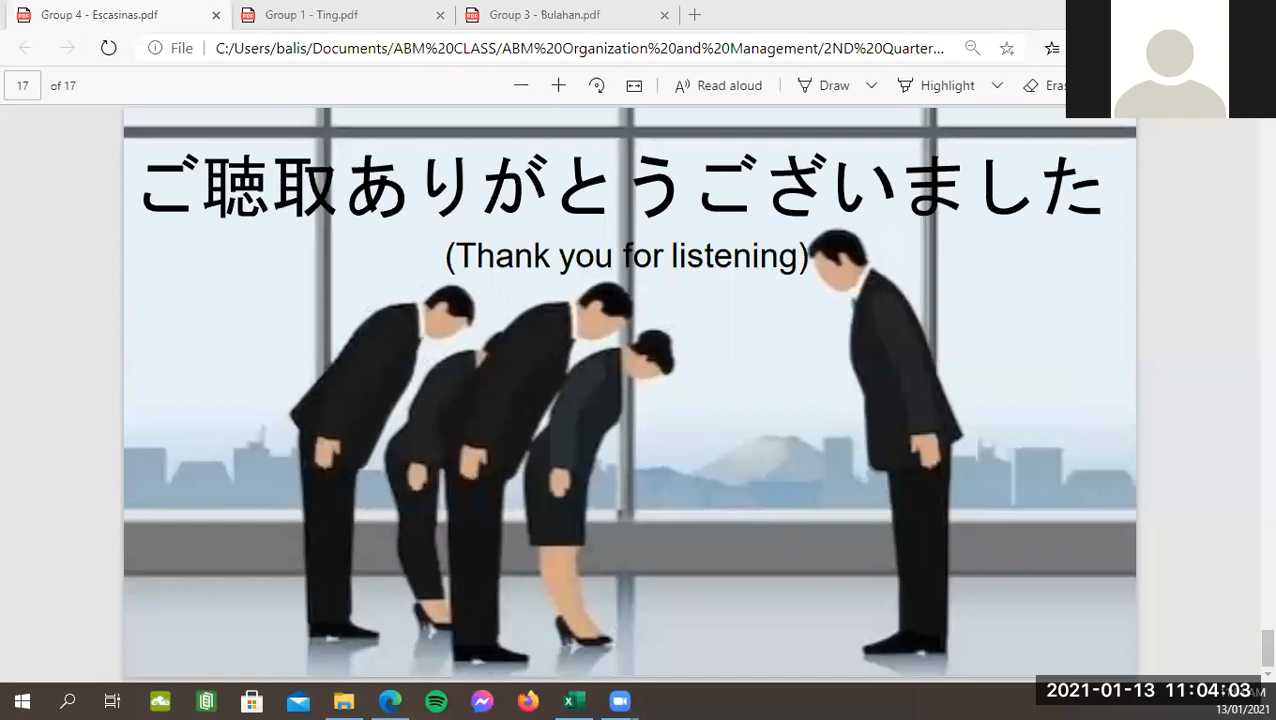 Group 4 - Escasinas.pdf
Group 1 - Ting.pdf
Group 3 - Bulahan.pdf
File
C:/Users/balis/Documents/ABM%20CLASS/ABM%20Organization%20and%20Management/2ND%20Quarter...
17 of 17
Read aloud
Draw
Highlight
ご聴取ありがとうございました
(Thank you for listening)
2021-01-13 11:04:03
13/01/2021